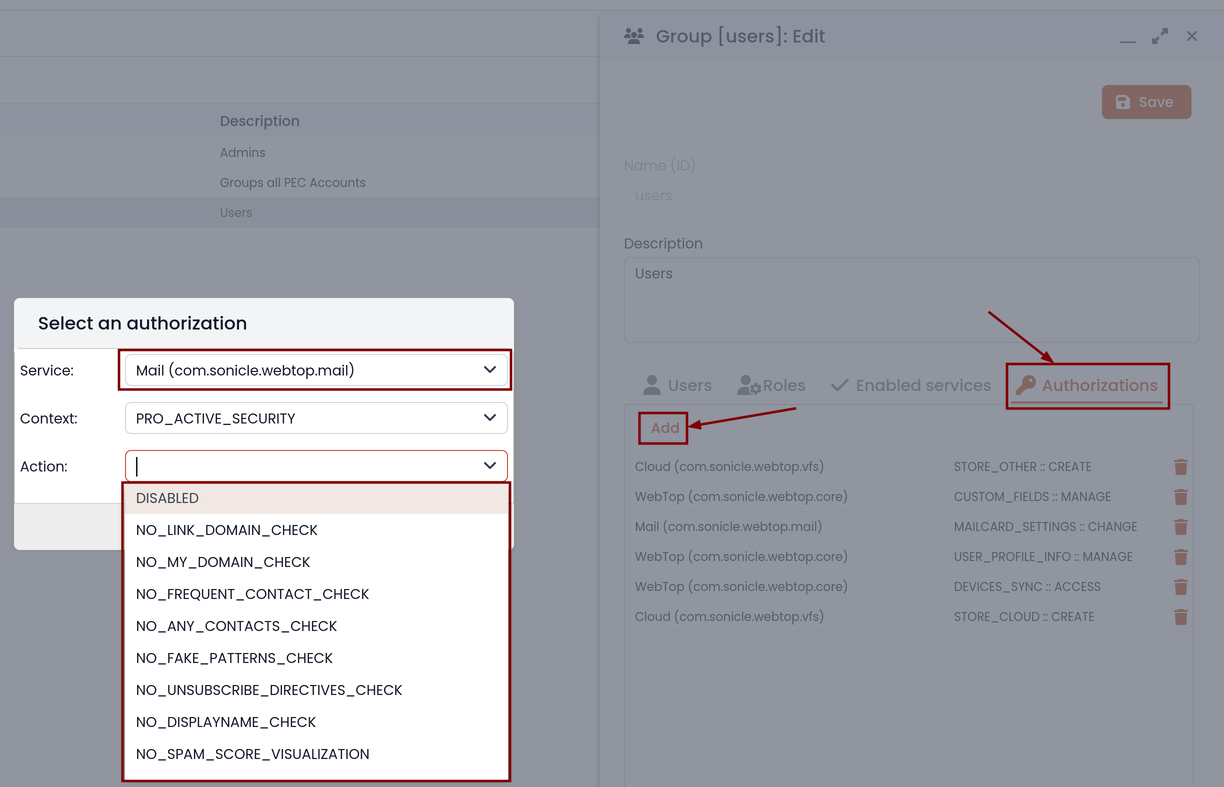 Group [users]: Edit
Save
Description
Admins
Groups all PEC Accounts
Users
Name (ID)
users
Description
Users
Select an authorization
Service: Mail (com.sonicle.webtop.mail)
Context: PRO_ACTIVE_SECURITY
Action:
DISABLED
NO_LINK_DOMAIN_CHECK
NO_MY_DOMAIN_CHECK
NO_FREQUENT_CONTACT_CHECK
NO_ANY_CONTACTS_CHECK
NO_FAKE_PATTERNS_CHECK
NO_UNSUBSCRIBE_DIRECTIVES_CHECK
NO_DISPLAYNAME_CHECK
NO_SPAM_SCORE_VISUALIZATION
Users Roles Enabled services Authorizations
Add
Cloud (com.sonicle.webtop.vfs) STORE_OTHER :: CREATE
WebTop (com.sonicle.webtop.core) CUSTOM_FIELDS :: MANAGE
Mail (com.sonicle.webtop.mail) MAILCARD_SETTINGS :: CHANGE
WebTop (com.sonicle.webtop.core) USER_PROFILE_INFO :: MANAGE
WebTop (com.sonicle.webtop.core) DEVICES_SYNC :: ACCESS
Cloud (com.sonicle.webtop.vfs) STORE_CLOUD :: CREATE